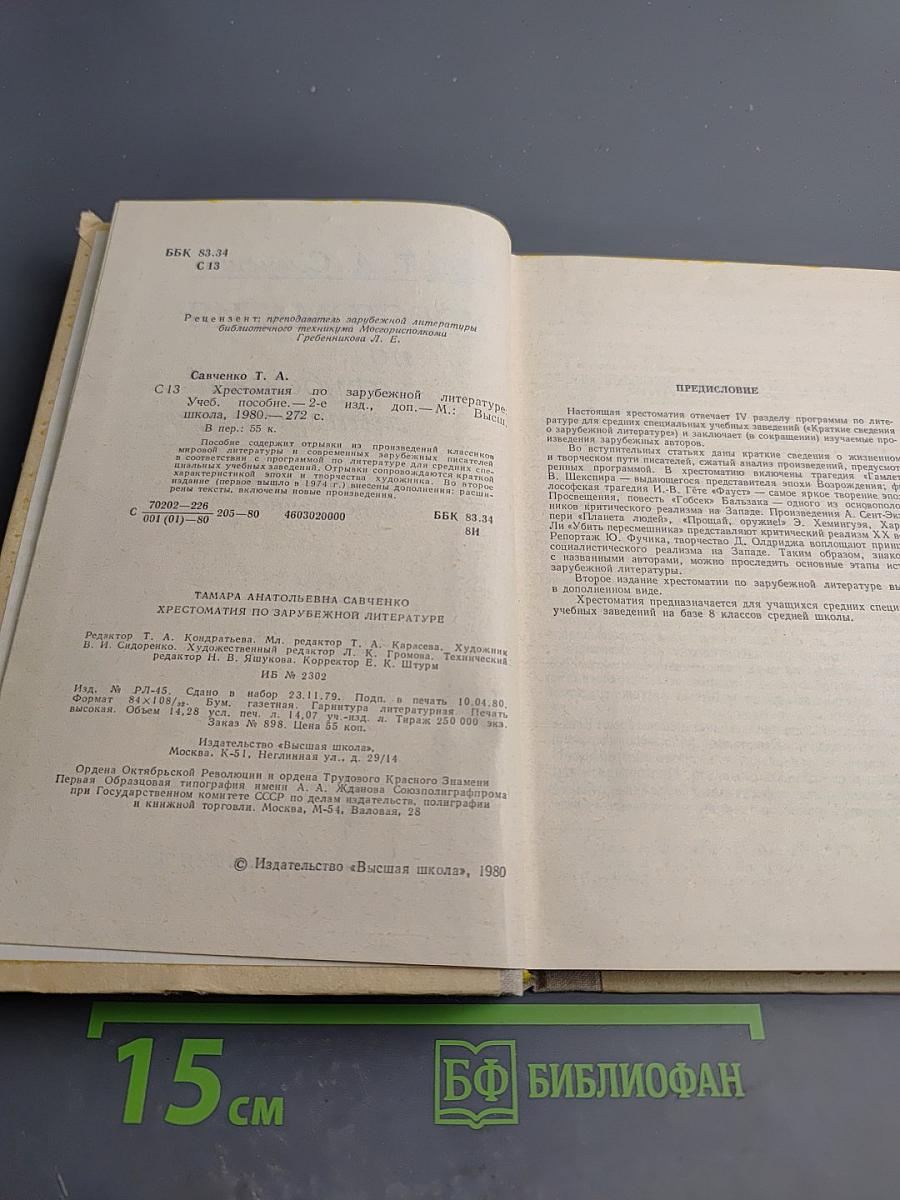 ББК 83.34
С 13
Рецензент: преподаватель зарубежной литературы
библиотечного техникума Мосгорисполкома
Гребенникова Л. Е.
Савченко Т. А.
С 13 Хрестоматия по зарубежной литературе:
Учеб. пособие.— 2-е изд., доп.— М.: Высш.
школа, 1980.— 272 с.
В пер.: 55 к.
Пособие содержит отрывки из произведений классиков
мировой литературы и современных зарубежных писателей
в соответствии с программой по литературе для средних спе-
циальных учебных заведений. Отрывки сопровождаются краткой
характеристикой эпохи и творчества художника. Во второе
издание (первое вышло в 1974 г.) внесены дополнения: расши-
рены тексты, включены новые произведения.
С 70202—226
001 (01)—80 205—80 4603020000 ББК 83.34
8И
ТАМАРА АНАТОЛЬЕВНА САВЧЕНКО
ХРЕСТОМАТИЯ ПО ЗАРУБЕЖНОЙ ЛИТЕРАТУРЕ
Редактор Т. А. Кондратьева. Мл. редактор Т. А. Карасева. Художник
В. И. Сидоренко. Художественный редактор Л. К. Громова. Технический
редактор Н. В. Яшукова. Корректор Е. К. Штурм
ИБ № 2302
Изд. № РЛ-45. Сдано в набор 23.11.79. Подп. в печать 10.04.80.
Формат 84×108/32. Бум. газетная. Гарнитура литературная. Печать
высокая. Объем 14,28 усл. печ. л. 14,07 уч.-изд. л. Тираж 250 000 экз.
Заказ № 898. Цена 55 коп.
Издательство «Высшая школа»,
Москва. К-51, Неглинная ул., д. 29/14
Ордена Октябрьской Революции и ордена Трудового Красного Знамени
Первая Образцовая типография имени А. А. Жданова Союзполиграфпрома
при Государственном комитете СССР по делам издательств, полиграфии
и книжной торговли. Москва, М-54, Валовая, 28
© Издательство «Высшая школа», 1980
ПРЕДИСЛОВИЕ
Настоящая хрестоматия отвечает IV разделу программы по лите-
ратуре для средних специальных учебных заведений («Краткие сведения
о зарубежной литературе») и заключает (в сокращении) изучаемые про-
изведения зарубежных авторов.
Во вступительных статьях даны краткие сведения о жизненном
и творческом пути писателей, сжатый анализ произведений, предусмот-
ренных программой. В хрестоматию включены трагедия «Гамлет»
В. Шекспира — выдающегося представителя эпохи Возрождения, фи-
лософская трагедия И.-В. Гёте «Фауст» — самое яркое творение эпохи
Просвещения, повесть «Гобсек» Бальзака — одного из основополож-
ников критического реализма на Западе. Произведения А. Сент-Экзю-
пери «Планета людей», «Прощай, оружие!» Э. Хемингуэя, Харпер
Ли «Убить пересмешника» представляют критический реализм XX в
Репортаж Ю. Фучика, творчество Д. Олдриджа воплощают прин
социалистического реализма на Западе. Таким образом, знако
с названными авторами, можно проследить основные этапы ис
зарубежной литературы.
Второе издание хрестоматии по зарубежной литературе вы
в дополненном виде.
Хрестоматия предназначается для учащихся средних специ
учебных заведений на базе 8 классов средней школы.
15 см
БФ БИБЛИОФАН